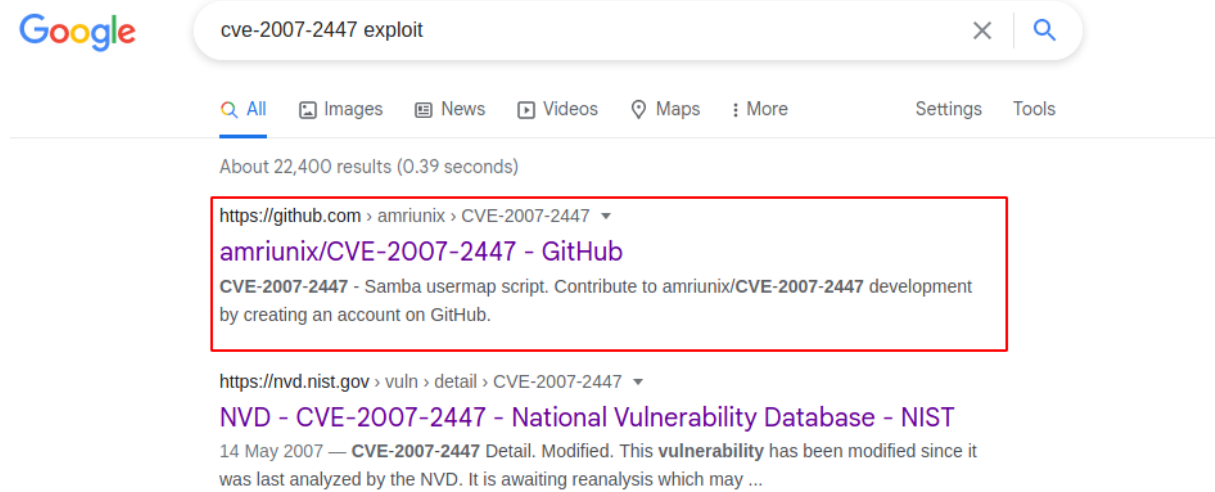 Google
cve-2007-2447 exploit
All Images News Videos Maps More Settings Tools
About 22,400 results (0.39 seconds)
https://github.com › amriunix › CVE-2007-2447
amriunix/CVE-2007-2447 - GitHub
CVE-2007-2447 - Samba usermap script. Contribute to amriunix/CVE-2007-2447 development
by creating an account on GitHub.
https://nvd.nist.gov › vuln › detail › CVE-2007-2447
NVD - CVE-2007-2447 - National Vulnerability Database - NIST
14 May 2007 — CVE-2007-2447 Detail. Modified. This vulnerability has been modified since it
was last analyzed by the NVD. It is awaiting reanalysis which may ...